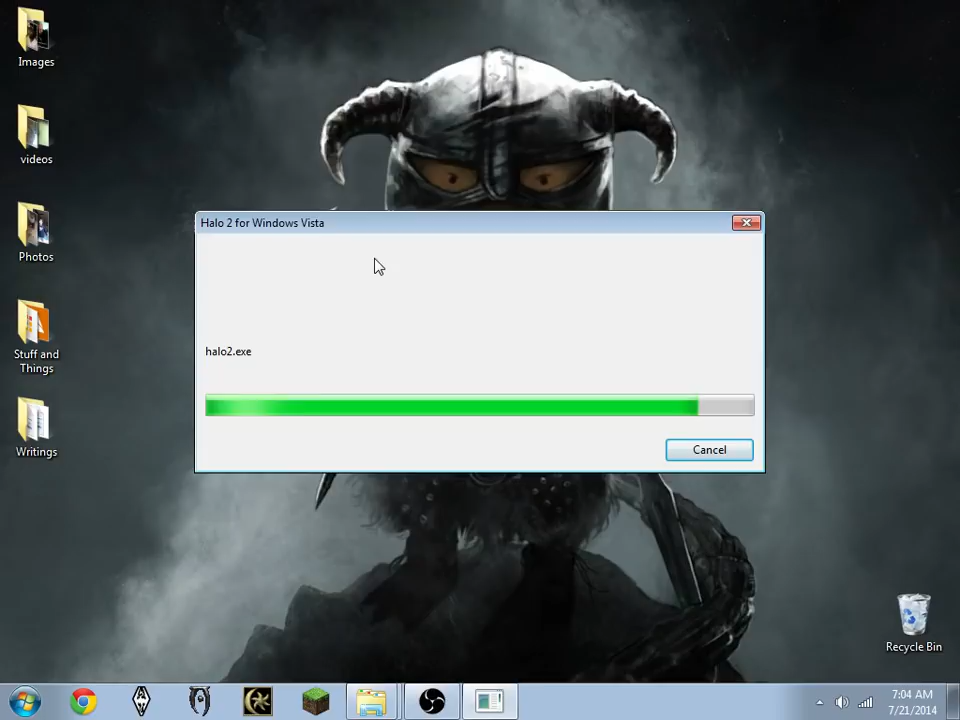 Images
videos
Photos
Stuff and
Things
Writings
Halo 2 for Windows Vista
halo2.exe
Cancel
Recycle Bin
7:04 AM
7/21/2014